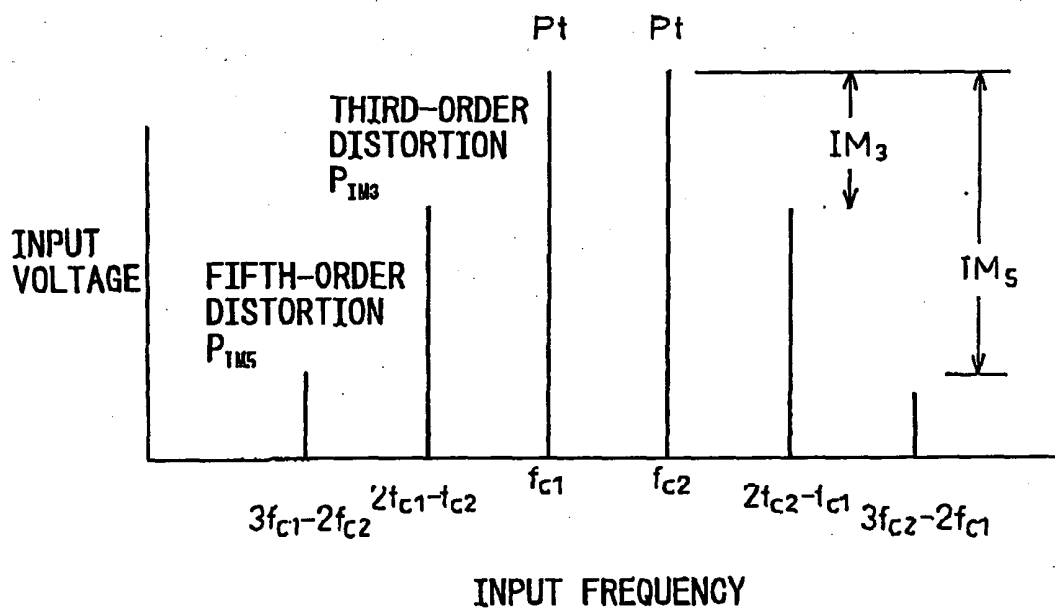 Pt Pt
THIRD-ORDER
DISTORTION
PIM3
IM3
INPUT
VOLTAGE
FIFTH-ORDER
DISTORTION
PIM5
IM5
3fC1-2fC2
2fC1-fC2
fC1
fC2
2fC2-fC1
3fC2-2fC1
INPUT FREQUENCY